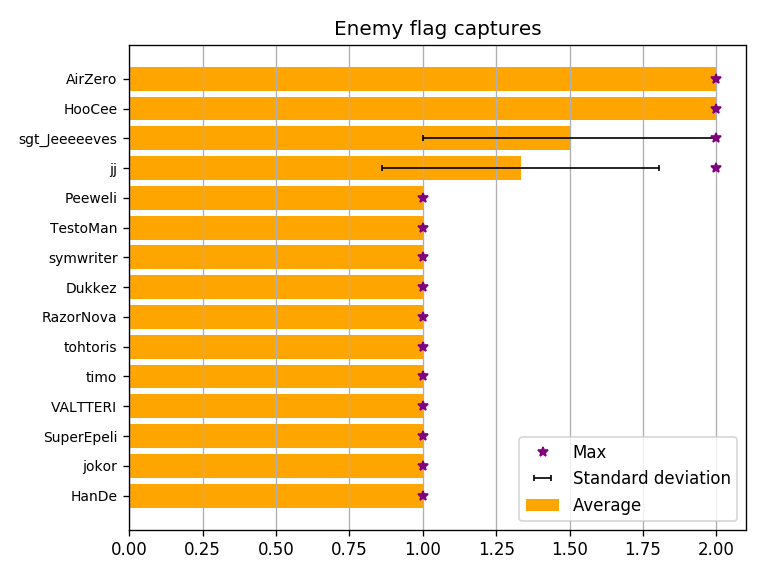 Enemy flag captures
AirZero
HooCee
sgt_Jeeeeeves
jj
Peeweli
TestoMan
symwriter
Dukkez
RazorNova
tohtoris
timo
VALTTERI
SuperEpeli
jokor
HanDe
Max
Standard deviation
Average
0.00 0.25 0.50 0.75 1.00 1.25 1.50 1.75 2.00